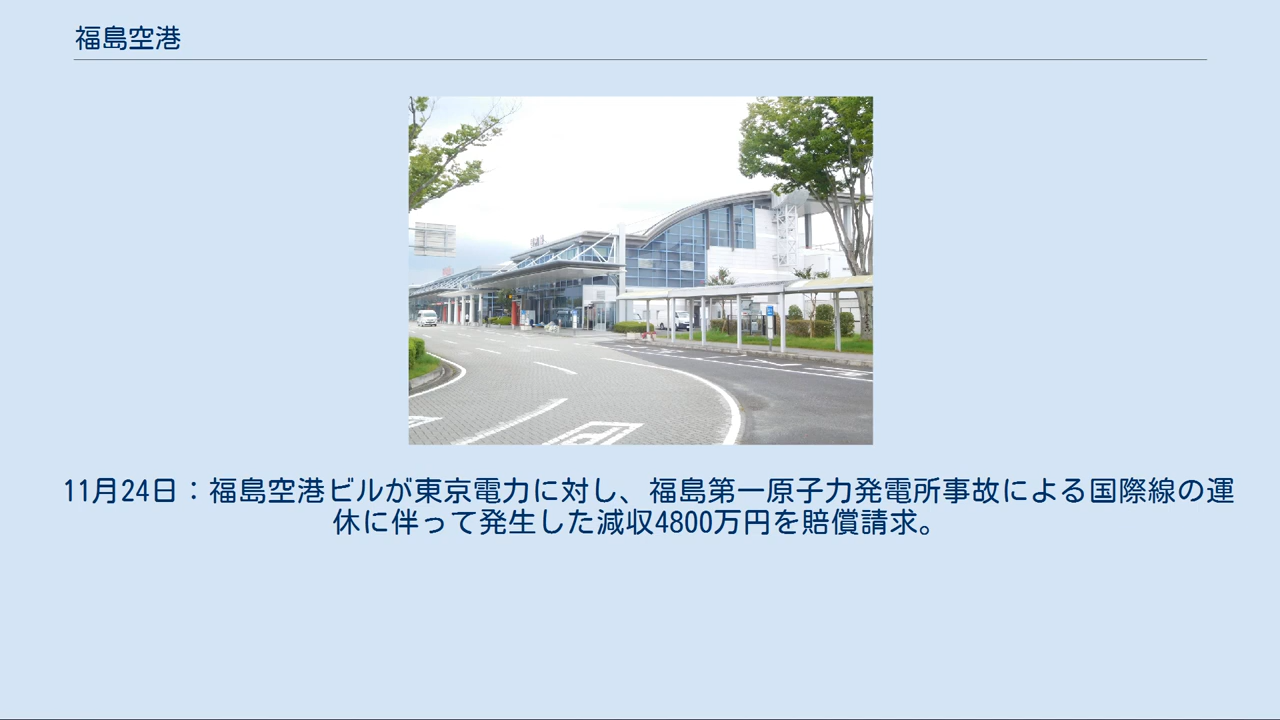 福島空港
11月24日：福島空港ビルが東京電力に対し、福島第一原子力発電所事故による国際線の運
休に伴って発生した減収4800万円を賠償請求。